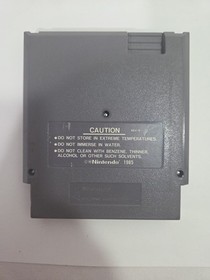 CAUTION
● DO NOT STORE IN EXTREME TEMPERATURES.
● DO NOT IMMERSE IN WATER.
● DO NOT CLEAN WITH BENZENE, THINNER,
ALCOHOL OR OTHER SUCH SOLVENTS.
Nintendo 1985